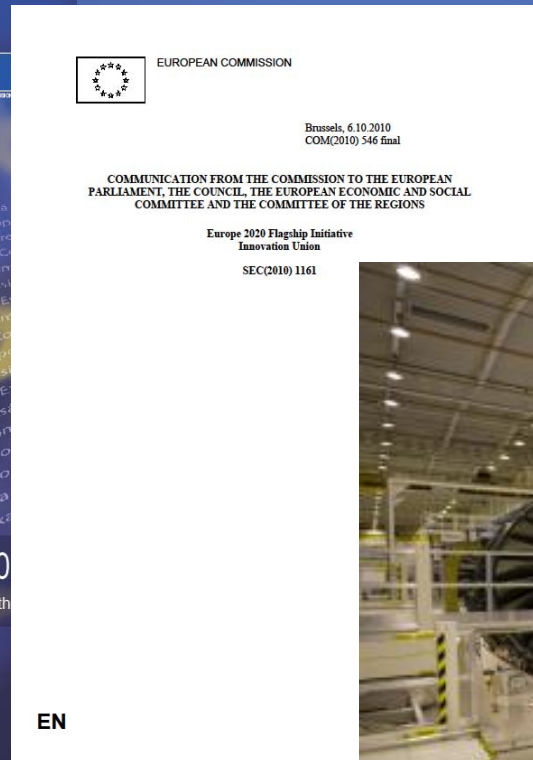 EUROPEAN COMMISSION
Brussels, 6.10.2010
COM(2010) 546 final
COMMUNICATION FROM THE COMMISSION TO THE EUROPEAN
PARLIAMENT, THE COUNCIL, THE EUROPEAN ECONOMIC AND SOCIAL
COMMITTEE AND THE COMMITTEE OF THE REGIONS
Europe 2020 Flagship Initiative
Innovation Union
SEC(2010) 1161
EN